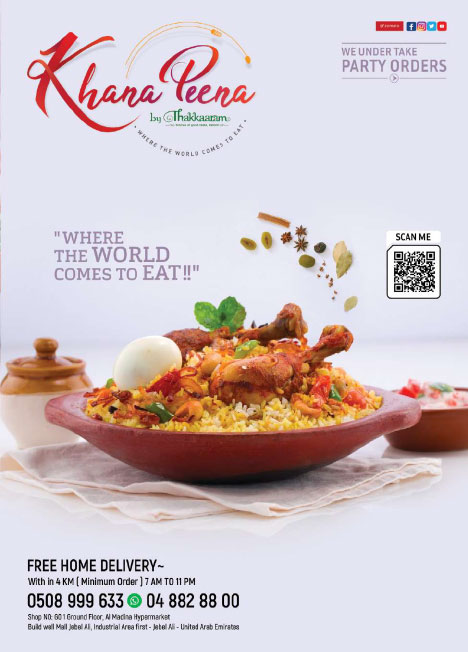 WE UNDER TAKE
PARTY ORDERS
Khana Peena
by Thakkaaram
• WHERE THE WORLD COMES TO EAT •
"WHERE
THE WORLD
COMES TO EAT!!"
SCAN ME
FREE HOME DELIVERY~
With in 4 KM ( Minimum Order ) 7 AM TO 11 PM
0508 999 633 04 882 88 00
Shop NO: G01 Ground Floor, Al Madina Hypermarket
Build well Mall Jebel Ali, Industrial Area first - Jebel Ali - United Arab Emirates